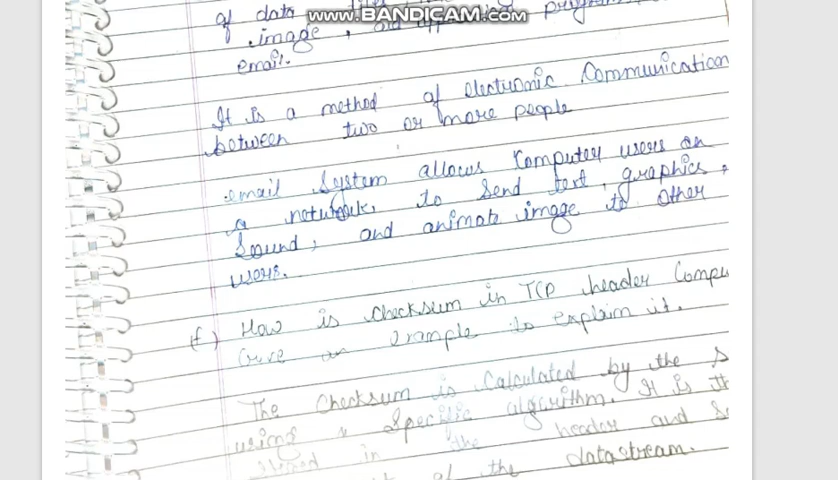 of data
WWW.BANDICAM.COM
image, and
email.
It is a method of electronic Communication
between two or more people
email System allows Computer users on
a network, to send text, graphics,
Sound, and animate image to other
users.
(f) How is checksum in TCP header Compu
Give an example to explain it.
The Checksum is calculated by the s
using a Specific algorithm. It is th
stored in the header and se
of the datastream.